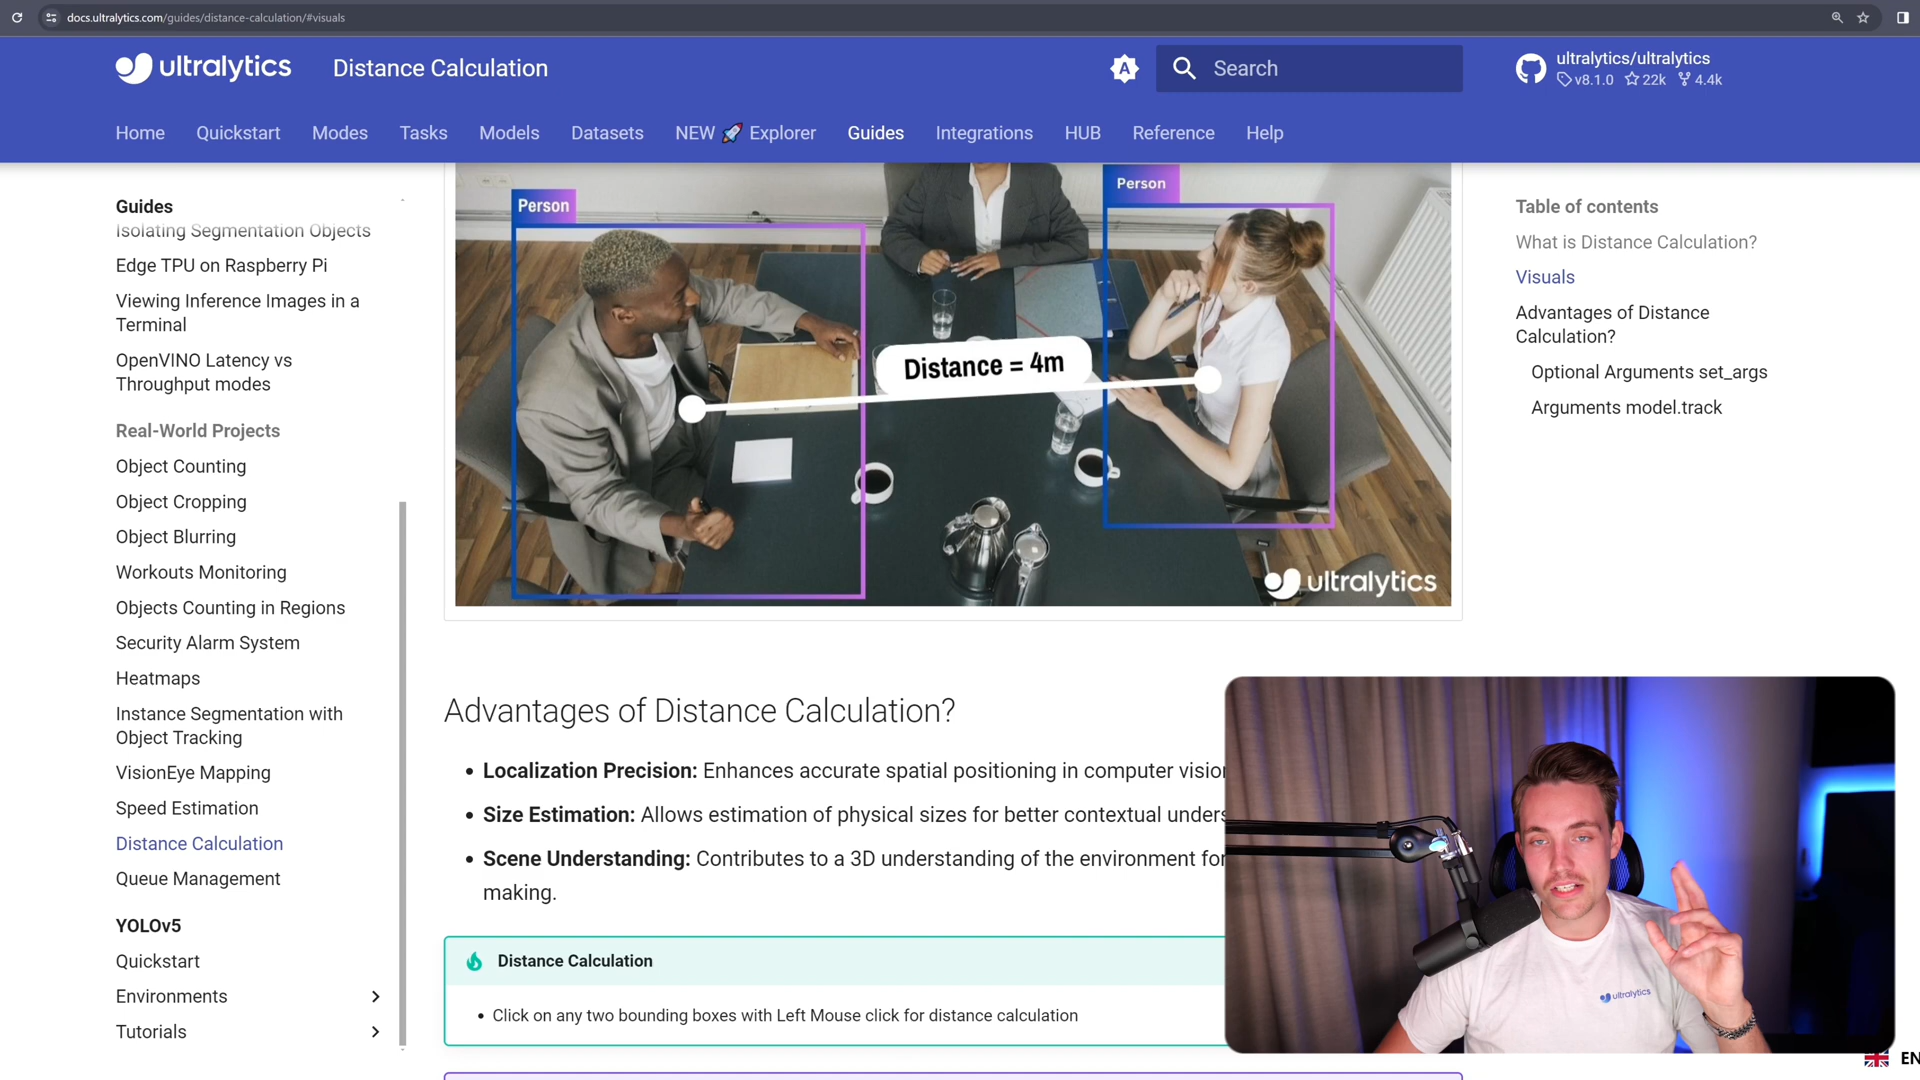 docs.ultralytics.com/guides/distance-calculation/#visuals
ultralytics
Distance Calculation
A
Search
ultralytics/ultralytics
v8.1.0 22k 4.4k
Home Quickstart Modes Tasks Models Datasets NEW 🚀 Explorer Guides Integrations HUB Reference Help
Guides
Isolating Segmentation Objects
Edge TPU on Raspberry Pi
Viewing Inference Images in a
Terminal
OpenVINO Latency vs
Throughput modes
Real-World Projects
Object Counting
Object Cropping
Object Blurring
Workouts Monitoring
Objects Counting in Regions
Security Alarm System
Heatmaps
Instance Segmentation with
Object Tracking
VisionEye Mapping
Speed Estimation
Distance Calculation
Queue Management
YOLOv5
Quickstart
Environments
Tutorials
Person
Person
Distance = 4m
ultralytics
Advantages of Distance Calculation?
• Localization Precision: Enhances accurate spatial positioning in computer vision
• Size Estimation: Allows estimation of physical sizes for better contextual unders
• Scene Understanding: Contributes to a 3D understanding of the environment for
making.
Distance Calculation
• Click on any two bounding boxes with Left Mouse click for distance calculation
Table of contents
What is Distance Calculation?
Visuals
Advantages of Distance
Calculation?
Optional Arguments set_args
Arguments model.track
ultralytics
EN